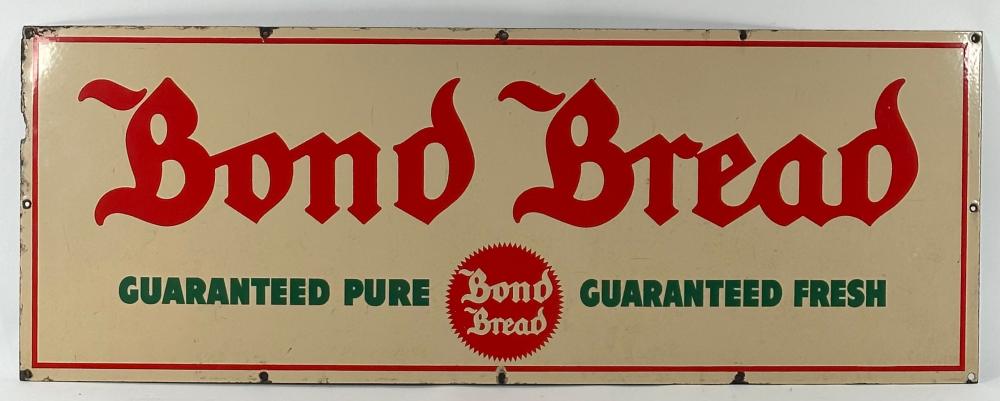 Bond Bread
GUARANTEED PURE
Bond
Bread
GUARANTEED FRESH